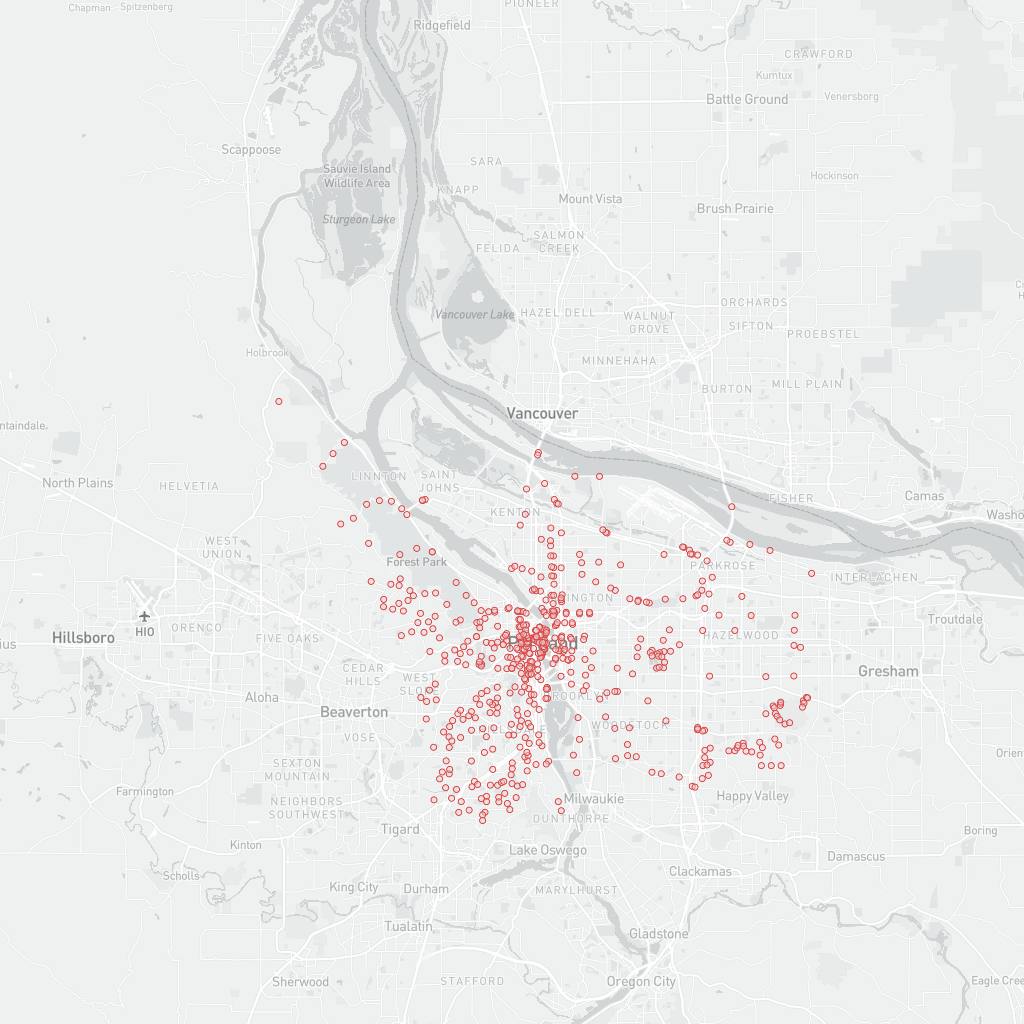 Chapman
Spitzenberg
PIONEER
Ridgefield
CRAWFORD
Kumtux
Battle Ground
Venersborg
Scappoose
SARA
Sauvie Island
Wildlife Area
KNAPP
Hockinson
Mount Vista
Brush Prairie
Sturgeon Lake
SALMON
CREEK
FELIDA
Vancouver Lake
HAZEL DELL
WALNUT
GROVE
ORCHARDS
SIFTON
PROEBSTEL
Holbrook
MINNEHAHA
BURTON
MILL PLAIN
Vancouver
ntaindale
North Plains
HELVETIA
LINNTON
SAINT
JOHNS
FISHER
Camas
Washo
KENTON
WEST
UNION
Forest Park
PARKROSE
INTERLACHEN
Troutdale
Hillsboro
HIO
ORENCO
FIVE OAKS
HAZELWOOD
Gresham
CEDAR
HILLS
WEST
Aloha
Beaverton
WOODSTOCK
VOSE
SEXTON
MOUNTAIN
Farmington
NEIGHBORS
SOUTHWEST
Milwaukie
Happy Valley
DUNTHORPE
Tigard
Boring
Kinton
Lake Oswego
Damascus
Scholls
King City
Durham
MARYLHURST
Clackamas
Tualatin
Gladstone
Sherwood
STAFFORD
Oregon City
Eagle Cree